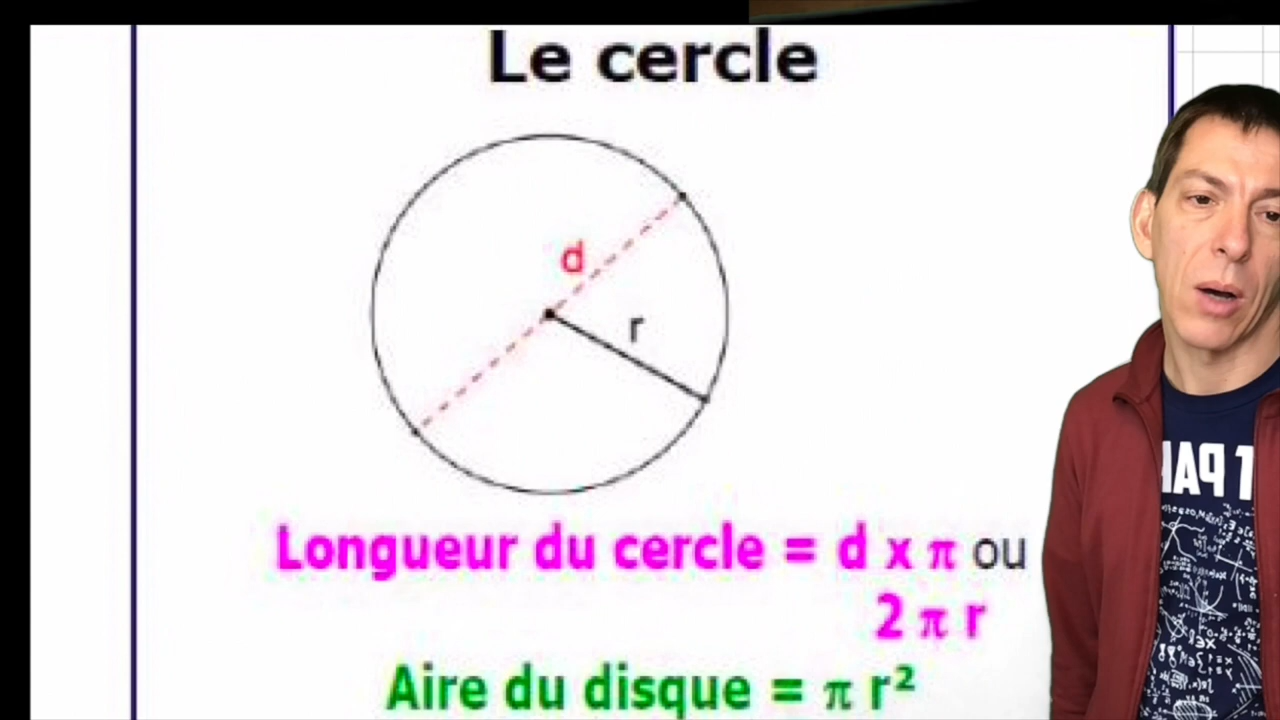 Le cercle
d
r
Longueur du cercle = d x π ou
2 π r
Aire du disque = π r²